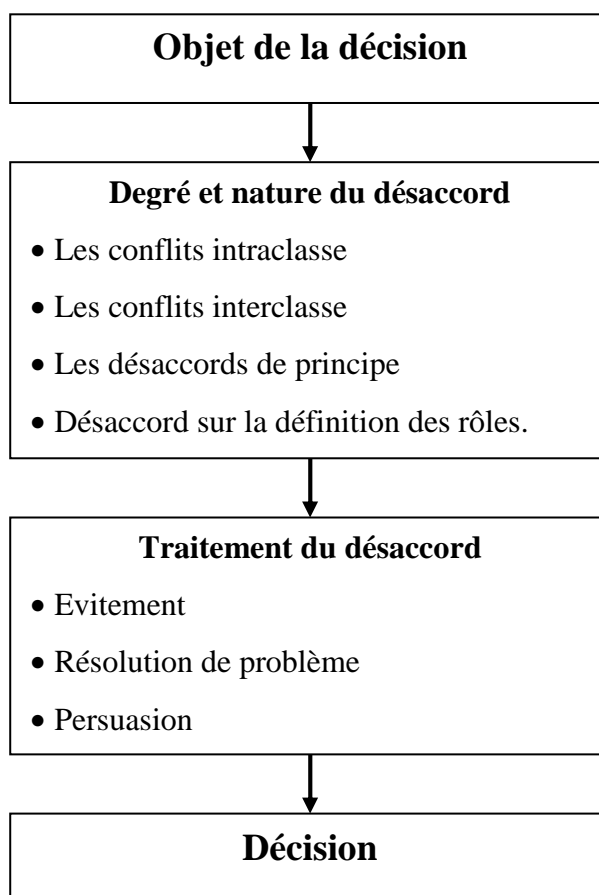 Objet de la décision
Degré et nature du désaccord
• Les conflits intraclasse
• Les conflits interclasse
• Les désaccords de principe
• Désaccord sur la définition des rôles.
Traitement du désaccord
• Evitement
• Résolution de problème
• Persuasion
Décision